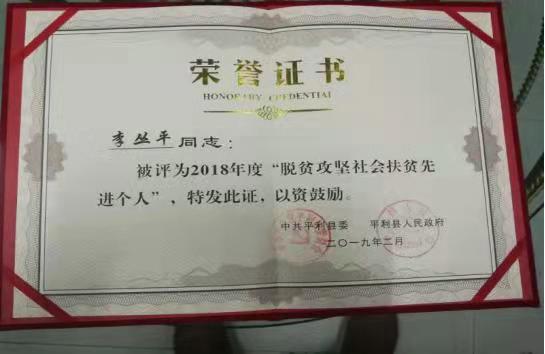 荣誉证书
HONORARY CREDENTIAL
李丛平同志:
被评为2018年度“脱贫攻坚社会扶贫先
进个人”,特发此证,以资鼓励。
中共平利县委 平利县人民政府
二〇一九年二月